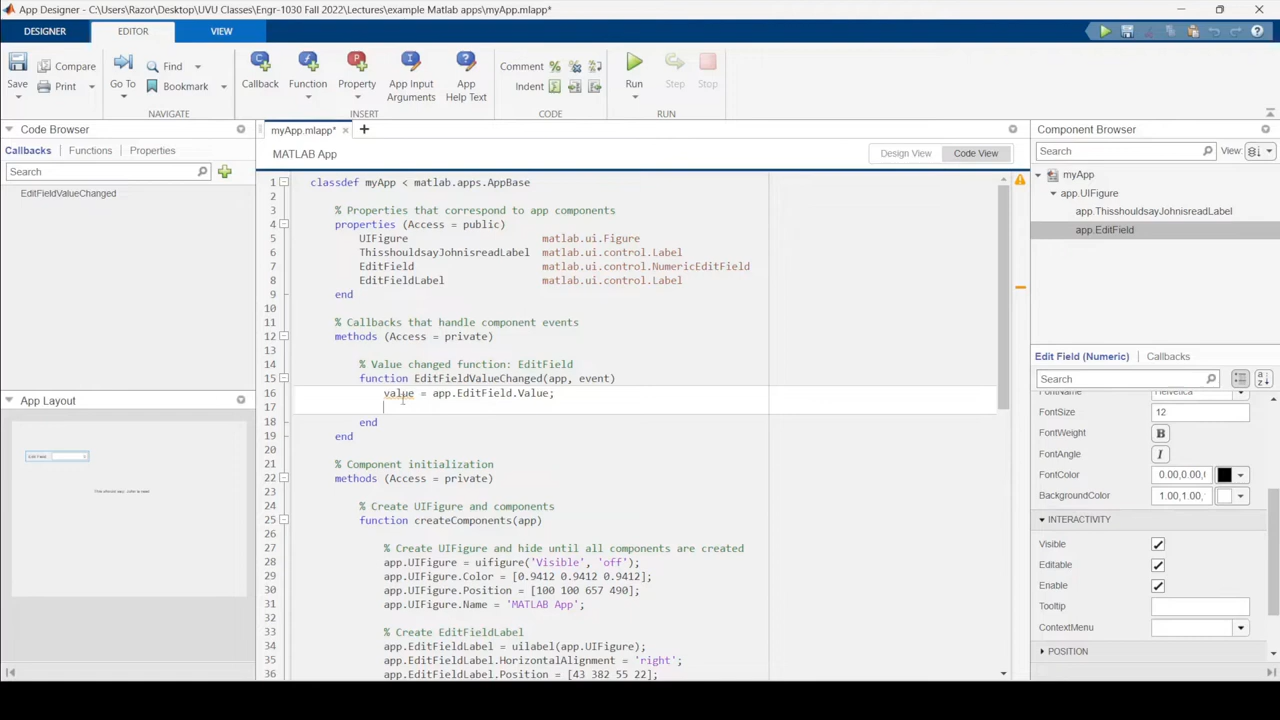 App Designer - C:\Users\Razor\Desktop\UVU Classes\Engr-1030 Fall 2022\Lectures\example Matlab apps\myApp.mlapp*
DESIGNER EDITOR VIEW
Save Compare Print Go To Find Bookmark Callback Function Property App Input Arguments App Help Text Comment Indent Run Step Stop
NAVIGATE INSERT CODE RUN
Code Browser
Callbacks Functions Properties
Search
EditFieldValueChanged
App Layout
Edit Field
myApp.mlapp*
MATLAB App
Design View Code View
1 classdef myApp < matlab.apps.AppBase
2
3 % Properties that correspond to app components
4 properties (Access = public)
5 UIFigure matlab.ui.Figure
6 ThisshouldsayJohnisreadLabel matlab.ui.control.Label
7 EditField matlab.ui.control.NumericEditField
8 EditFieldLabel matlab.ui.control.Label
9 end
10
11 % Callbacks that handle component events
12 methods (Access = private)
13
14 % Value changed function: EditField
15 function EditFieldValueChanged(app, event)
16 value = app.EditField.Value;
17
18 end
19 end
20
21 % Component initialization
22 methods (Access = private)
23
24 % Create UIFigure and components
25 function createComponents(app)
26
27 % Create UIFigure and hide until all components are created
28 app.UIFigure = uifigure('Visible', 'off');
29 app.UIFigure.Color = [0.9412 0.9412 0.9412];
30 app.UIFigure.Position = [100 100 657 490];
31 app.UIFigure.Name = 'MATLAB App';
32
33 % Create EditFieldLabel
34 app.EditFieldLabel = uilabel(app.UIFigure);
35 app.EditFieldLabel.HorizontalAlignment = 'right';
36 app.EditFieldLabel.Position = [43 382 55 22];
Component Browser
Search View:
myApp
app.UIFigure
app.ThisshouldsayJohnisreadLabel
app.EditField
Edit Field (Numeric) Callbacks
Search
FontName Helvetica
FontSize 12
FontWeight B
FontAngle I
FontColor 0.00,0.00,
BackgroundColor 1.00,1.00,
INTERACTIVITY
Visible
Editable
Enable
Tooltip
ContextMenu
POSITION